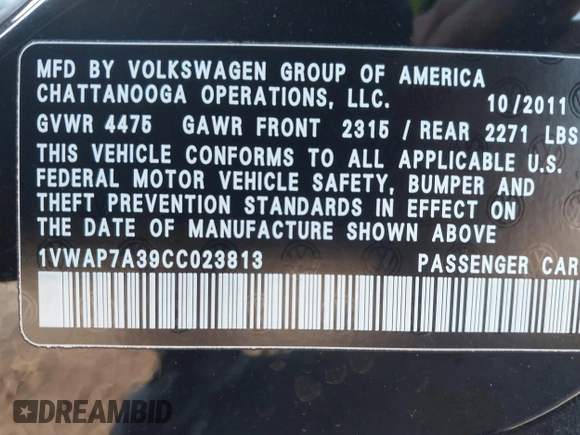 MFD BY VOLKSWAGEN GROUP OF AMERICA
CHATTANOOGA OPERATIONS, LLC. 10/2011
GVWR 4475 GAWR FRONT 2315 / REAR 2271 LBS
THIS VEHICLE CONFORMS TO ALL APPLICABLE U.S.
FEDERAL MOTOR VEHICLE SAFETY, BUMPER AND
THEFT PREVENTION STANDARDS IN EFFECT ON
THE DATE OF MANUFACTURE SHOWN ABOVE
1VWAP7A39CC023813 PASSENGER CAR
DREAMBID